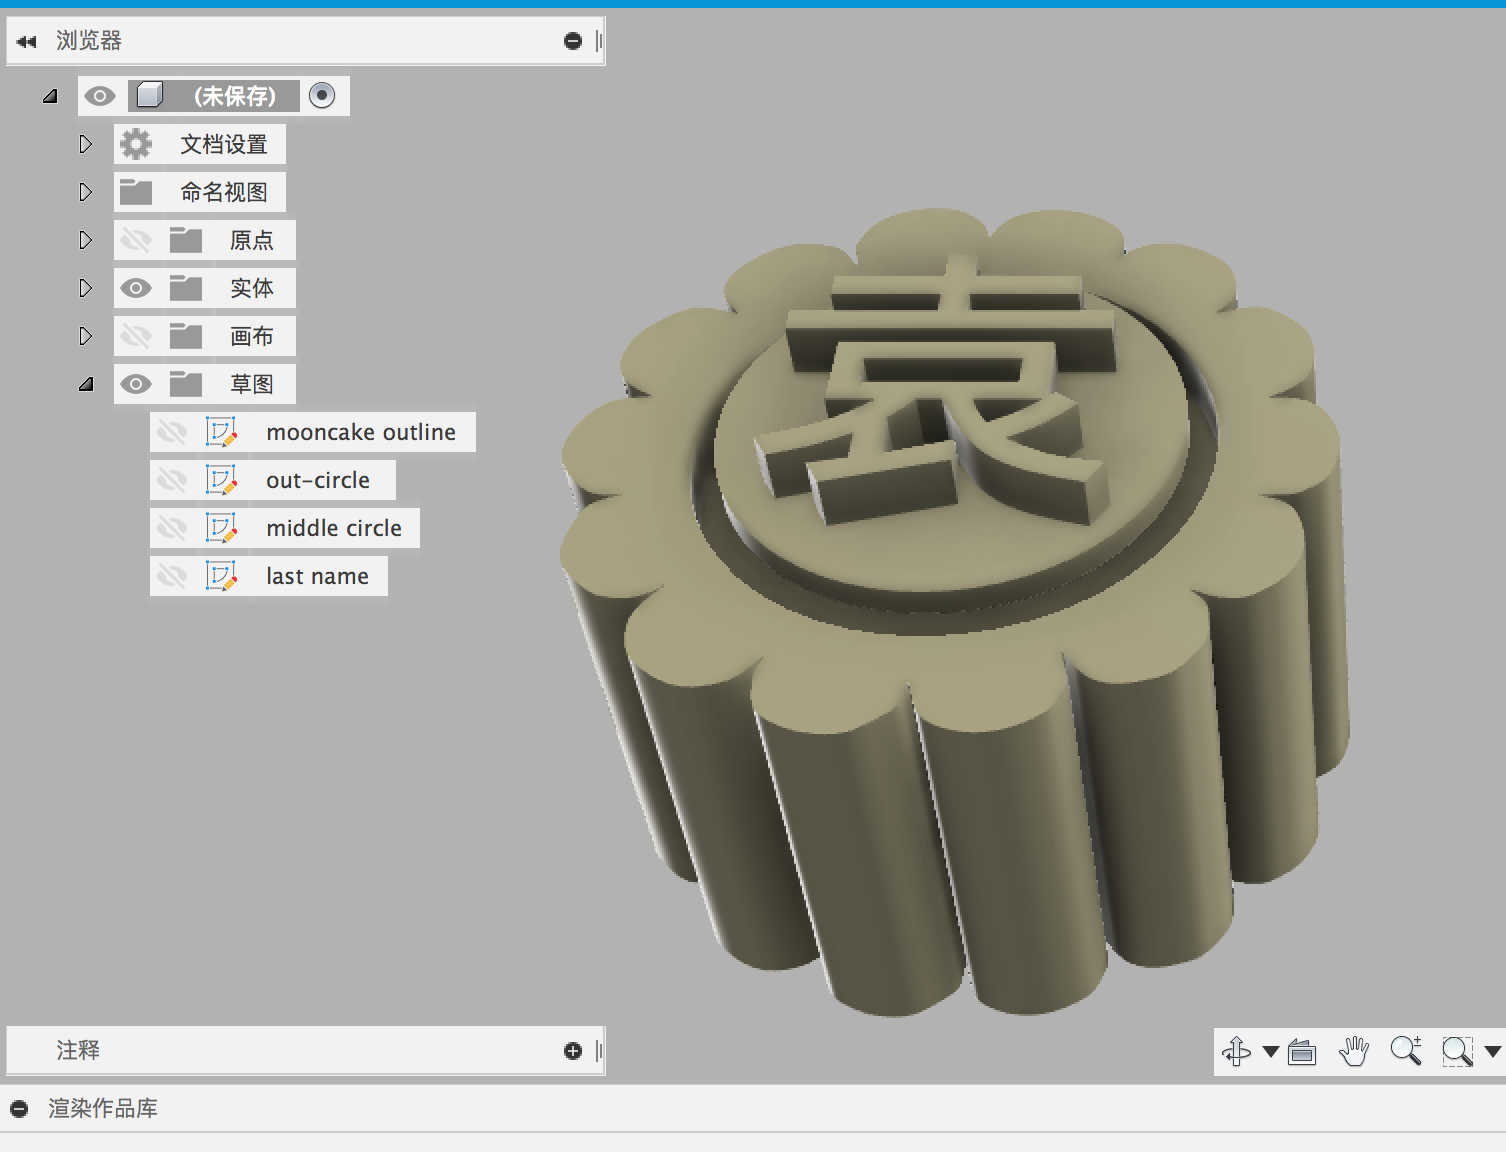 浏览器
(未保存)
文档设置
命名视图
原点
实体
画布
草图
mooncake outline
out-circle
middle circle
last name
袁
注释
渲染作品库